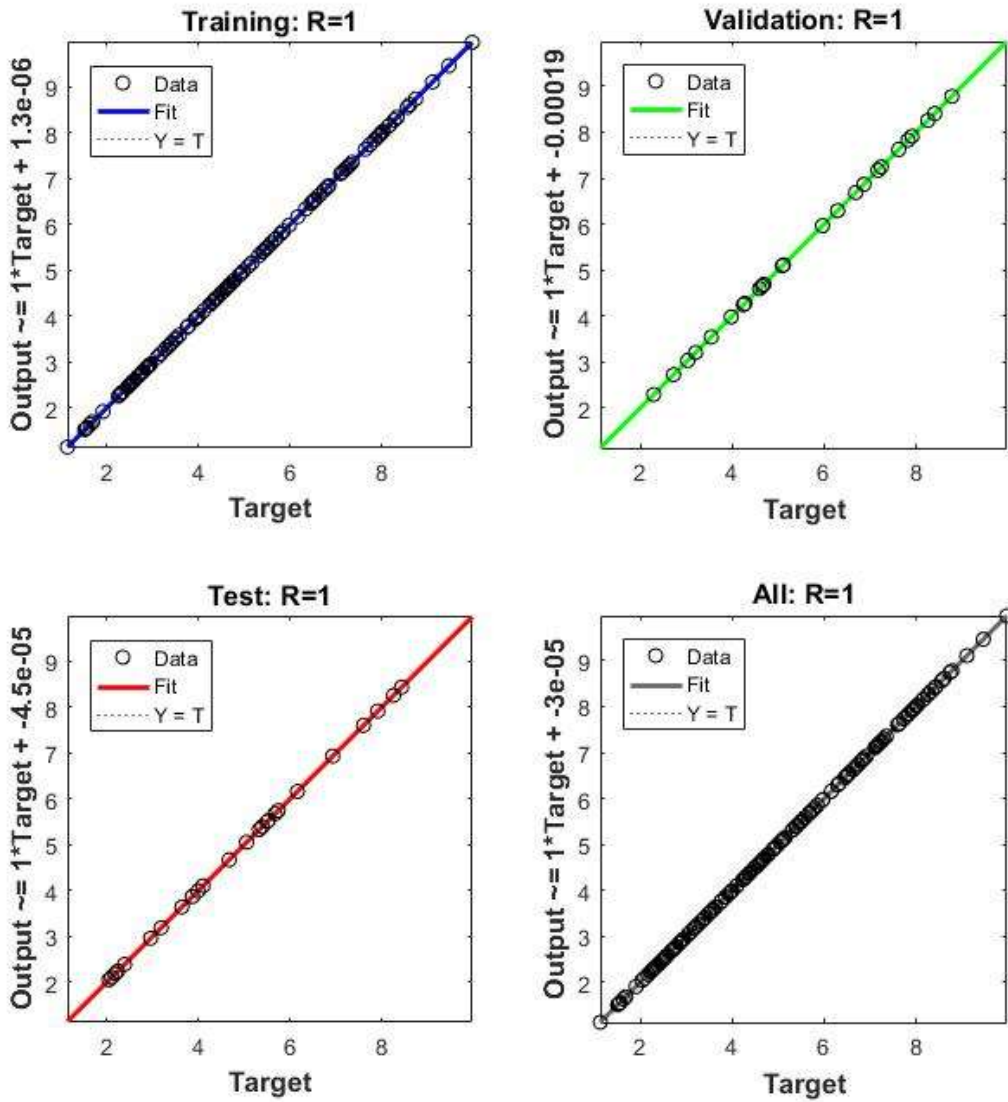 Training: R=1
Output ~= 1*Target + 1.3e-06
Data
Fit
Y = T
9
8
7
6
5
4
3
2
2 4 6 8
Target
Validation: R=1
Output ~= 1*Target + -0.00019
Data
Fit
Y = T
9
8
7
6
5
4
3
2
2 4 6 8
Target
Test: R=1
Output ~= 1*Target + -4.5e-05
Data
Fit
Y = T
9
8
7
6
5
4
3
2
2 4 6 8
Target
All: R=1
Output ~= 1*Target + -3e-05
Data
Fit
Y = T
9
8
7
6
5
4
3
2
2 4 6 8
Target